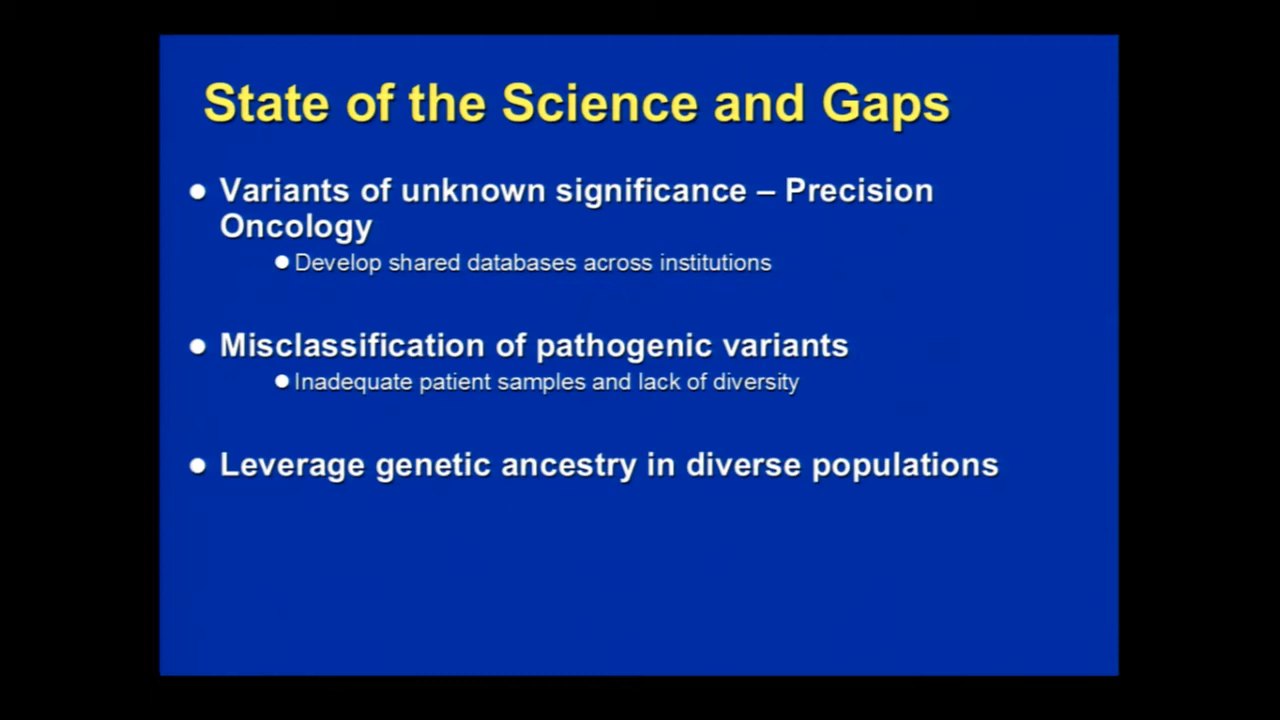 State of the Science and Gaps
● Variants of unknown significance – Precision
Oncology
● Develop shared databases across institutions
● Misclassification of pathogenic variants
● Inadequate patient samples and lack of diversity
● Leverage genetic ancestry in diverse populations